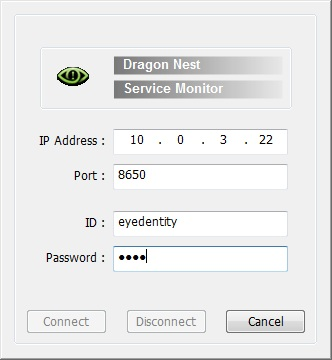 Dragon Nest
Service Monitor
IP Address : 10 . 0 . 3 . 22
Port : 8650
ID : eyedentity
Password : ●●●●
Connect Disconnect Cancel